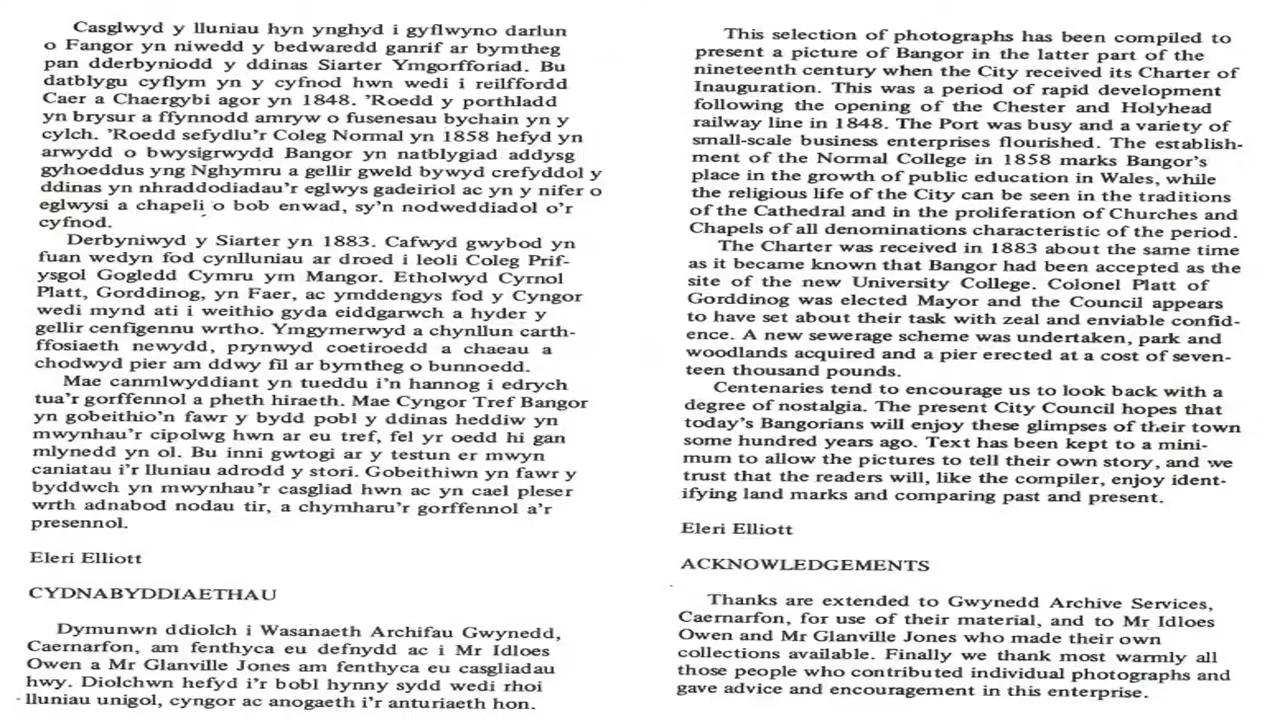 Casglwyd y lluniau hyn ynghyd i gyflwyno darlun
o Fangor yn niwedd y bedwaredd ganrif ar bymtheg
pan dderbyniodd y ddinas Siarter Ymgorfforiad. Bu
datblygu cyflym yn y cyfnod hwn wedi i reilffordd
Caer a Chaergybi agor yn 1848. 'Roedd y porthladd
yn brysur a ffynnodd amryw o fusenesau bychain yn y
cylch. 'Roedd sefydlu'r Coleg Normal yn 1858 hefyd yn
arwydd o bwysigrwydd Bangor yn natblygiad addysg
gyhoeddus yng Nghymru a gellir gweld bywyd crefyddol y
ddinas yn nhraddodiadau'r eglwys gadeiriol ac yn y nifer o
eglwysi a chapeli o bob enwad, sy'n nodweddiadol o'r
cyfnod.
Derbyniwyd y Siarter yn 1883. Cafwyd gwybod yn
fuan wedyn fod cynlluniau ar droed i leoli Coleg Prif-
ysgol Gogledd Cymru ym Mangor. Etholwyd Cyrnol
Platt, Gorddinog, yn Faer, ac ymddengys fod y Cyngor
wedi mynd ati i weithio gyda eiddgarwch a hyder y
gellir cenfigennu wrtho. Ymgymerwyd a chynllun carth-
ffosiaeth newydd, prynwyd coetiroedd a chaeau a
chodwyd pier am ddwy fil ar bymtheg o bunnoedd.
Mae canmlwyddiant yn tueddu i'n hannog i edrych
tua'r gorffennol a pheth hiraeth. Mae Cyngor Tref Bangor
yn gobeithio'n fawr y bydd pobl y ddinas heddiw yn
mwynhau'r cipolwg hwn ar eu tref, fel yr oedd hi gan
mlynedd yn ol. Bu inni gwtogi ar y testun er mwyn
caniatau i'r lluniau adrodd y stori. Gobeithiwn yn fawr y
byddwch yn mwynhau'r casgliad hwn ac yn cael pleser
wrth adnabod nodau tir, a chymharu'r gorffennol a'r
presennol.
Eleri Elliott
CYDNABYDDIAETHAU
Dymunwn ddiolch i Wasanaeth Archifau Gwynedd,
Caernarfon, am fenthyca eu defnydd ac i Mr Idloes
Owen a Mr Glanville Jones am fenthyca eu casgliadau
hwy. Diolchwn hefyd i'r bobl hynny sydd wedi rhoi
lluniau unigol, cyngor ac anogaeth i'r anturiaeth hon.
This selection of photographs has been compiled to
present a picture of Bangor in the latter part of the
nineteenth century when the City received its Charter of
Inauguration. This was a period of rapid development
following the opening of the Chester and Holyhead
railway line in 1848. The Port was busy and a variety of
small-scale business enterprises flourished. The establish-
ment of the Normal College in 1858 marks Bangor's
place in the growth of public education in Wales, while
the religious life of the City can be seen in the traditions
of the Cathedral and in the proliferation of Churches and
Chapels of all denominations characteristic of the period.
The Charter was received in 1883 about the same time
as it became known that Bangor had been accepted as the
site of the new University College. Colonel Platt of
Gorddinog was elected Mayor and the Council appears
to have set about their task with zeal and enviable confid-
ence. A new sewerage scheme was undertaken, park and
woodlands acquired and a pier erected at a cost of seven-
teen thousand pounds.
Centenaries tend to encourage us to look back with a
degree of nostalgia. The present City Council hopes that
today's Bangorians will enjoy these glimpses of their town
some hundred years ago. Text has been kept to a mini-
mum to allow the pictures to tell their own story, and we
trust that the readers will, like the compiler, enjoy ident-
ifying land marks and comparing past and present.
Eleri Elliott
ACKNOWLEDGEMENTS
Thanks are extended to Gwynedd Archive Services,
Caernarfon, for use of their material, and to Mr Idloes
Owen and Mr Glanville Jones who made their own
collections available. Finally we thank most warmly all
those people who contributed individual photographs and
gave advice and encouragement in this enterprise.